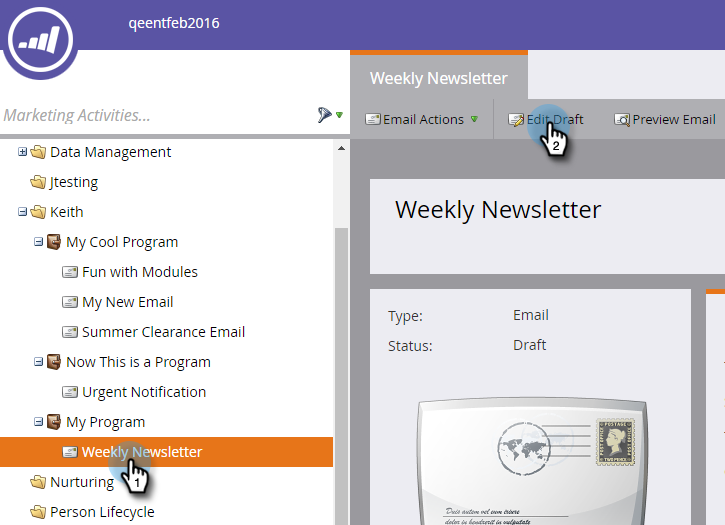 qeentfeb2016
Weekly Newsletter
Marketing Activities...
Email Actions
Edit Draft
Preview Email
2
Data Management
Jtesting
Keith
My Cool Program
Fun with Modules
My New Email
Summer Clearance Email
Now This is a Program
Urgent Notification
My Program
Weekly Newsletter
1
Nurturing
Person Lifecycle
Weekly Newsletter
Type: Email
Status: Draft
POSTAGE
POST OFFICE
TWO PENCE
Duis autem vel eum iriure
dolor in hendrerit in vulputate